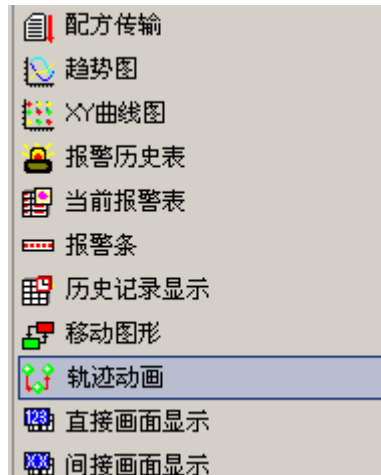 配方传输
趋势图
XY曲线图
报警历史表
当前报警表
报警条
历史记录显示
移动图形
轨迹动画
直接画面显示
间接画面显示